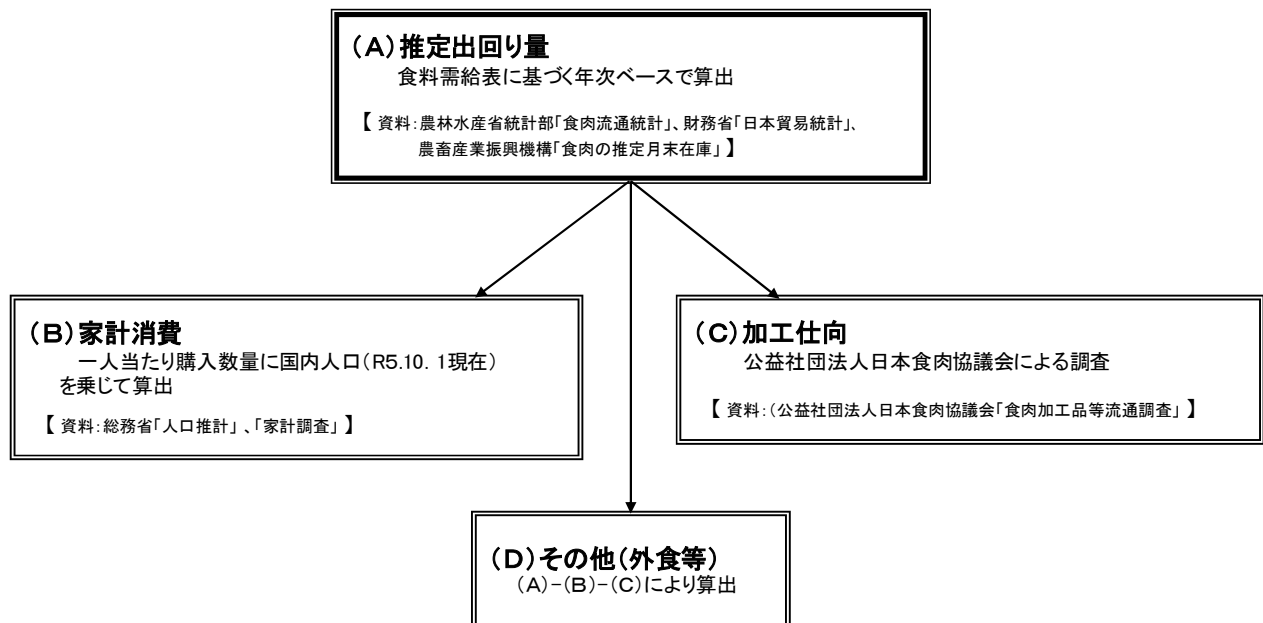 (A)推定出回り量
食料需給表に基づく年次ベースで算出
【 資料:農林水産省統計部「食肉流通統計」、財務省「日本貿易統計」、
農畜産業振興機構「食肉の推定月末在庫」】
(B)家計消費
一人当たり購入数量に国内人口(R5.10. 1現在)
を乗じて算出
【 資料:総務省「人口推計」、「家計調査」】
(C)加工仕向
公益社団法人日本食肉協議会による調査
【 資料:(公益社団法人日本食肉協議会「食肉加工品等流通調査」】
(D)その他(外食等)
(A)-(B)-(C)により算出